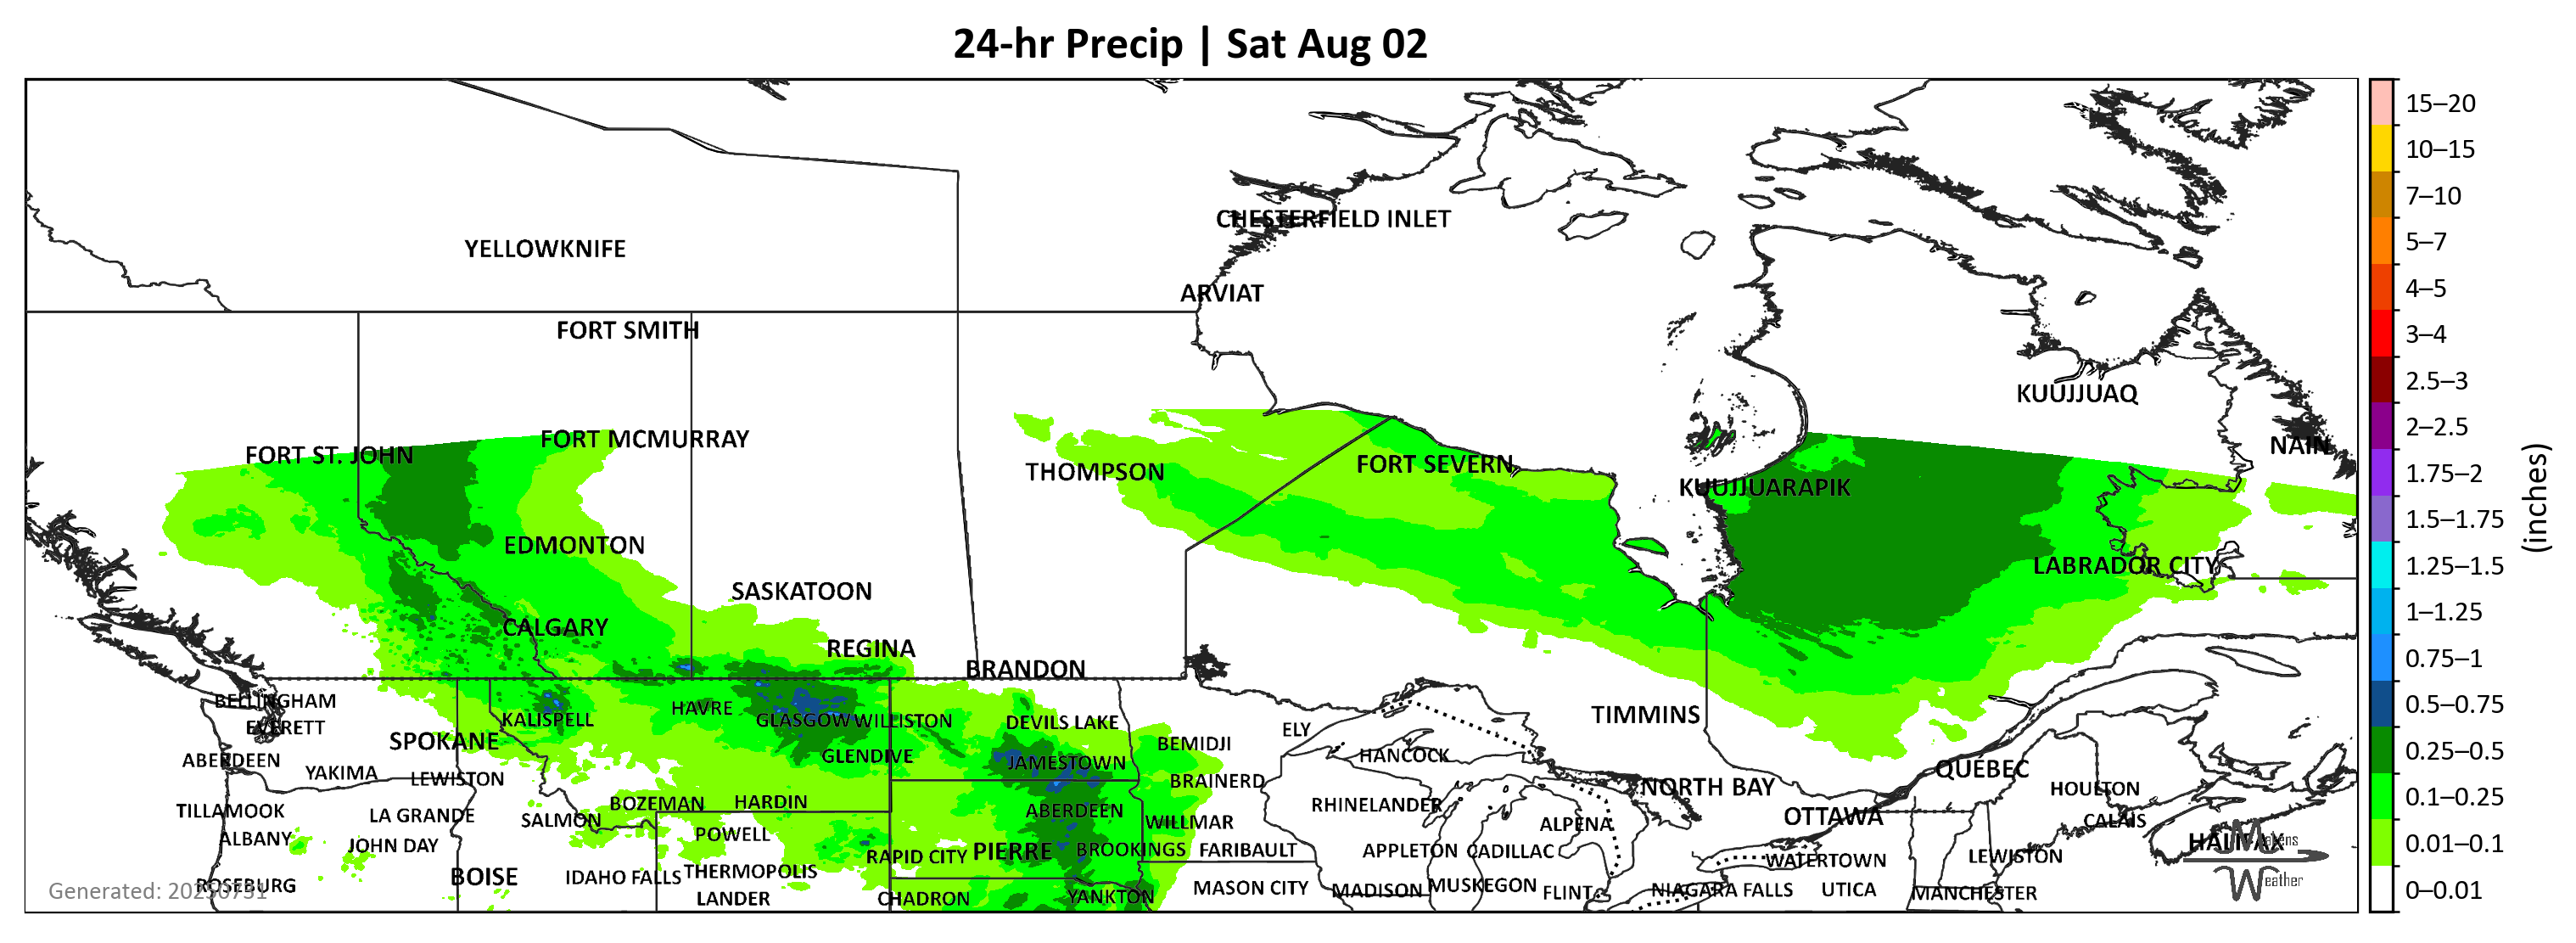 24-hr Precip | Sat Aug 02
CHESTERFIELD INLET
YELLOWKNIFE
ARVIAT
FORT SMITH
KUUJJUAQ
FORT MCMURRAY
NAIN
FORT ST. JOHN
THOMPSON
FORT SEVERN
KUUJJUARAPIK
EDMONTON
LABRADOR CITY
SASKATOON
CALGARY
REGINA
BRANDON
BELLINGHAM
HAVRE
KALISPELL
GLASGOW
WILLISTON
DEVILS LAKE
TIMMINS
EVERETT
ELY
SPOKANE
BEMIDJI
GLENDIVE
HANCOCK
ABERDEEN
JAMESTOWN
QUÉBEC
YAKIMA
LEWISTON
BRAINERD
NORTH BAY
HOULTON
BOZEMAN
HARDIN
RHINELANDER
TILLAMOOK
LA GRANDE
ABERDEEN
OTTAWA
SALMON
WILLMAR
ALPENA
CALAIS
ALBANY
JOHN DAY
POWELL
HALIFAX
RAPID CITY
PIERRE
BROOKINGS
FARIBAULT
APPLETON
CADILLAC
WATERTOWN
LEWISTON
BOISE
IDAHO FALLS
THERMOPOLIS
ROSEBURG
MASON CITY
MADISON
MUSKEGON
FLINT
NIAGARA FALLS
UTICA
MANCHESTER
LANDER
CHADRON
YANKTON
Generated: 20250731
Weather
15–20
10–15
7–10
5–7
4–5
3–4
2.5–3
2–2.5
1.75–2
1.5–1.75
1.25–1.5
1–1.25
0.75–1
0.5–0.75
0.25–0.5
0.1–0.25
0.01–0.1
0–0.01
(inches)